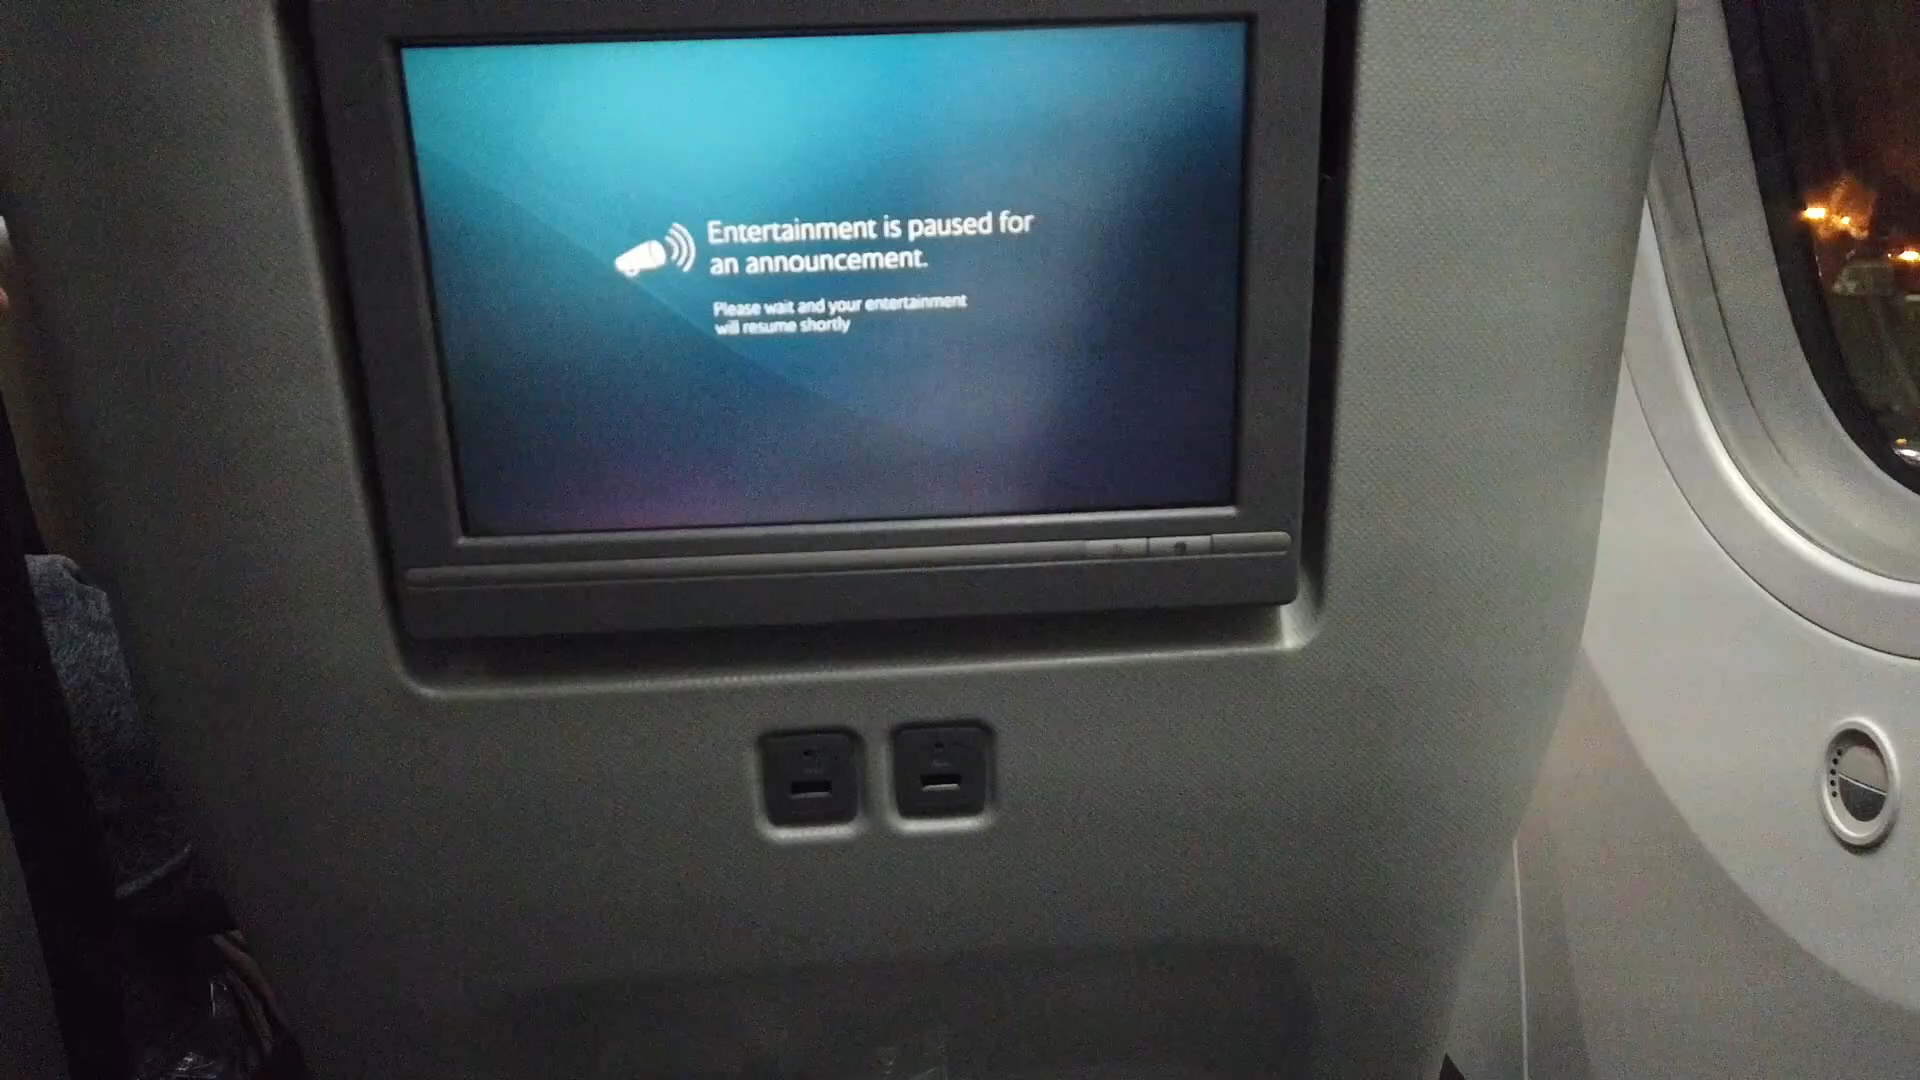 Entertainment is paused for
an announcement.
Please wait and your entertainment
will resume shortly